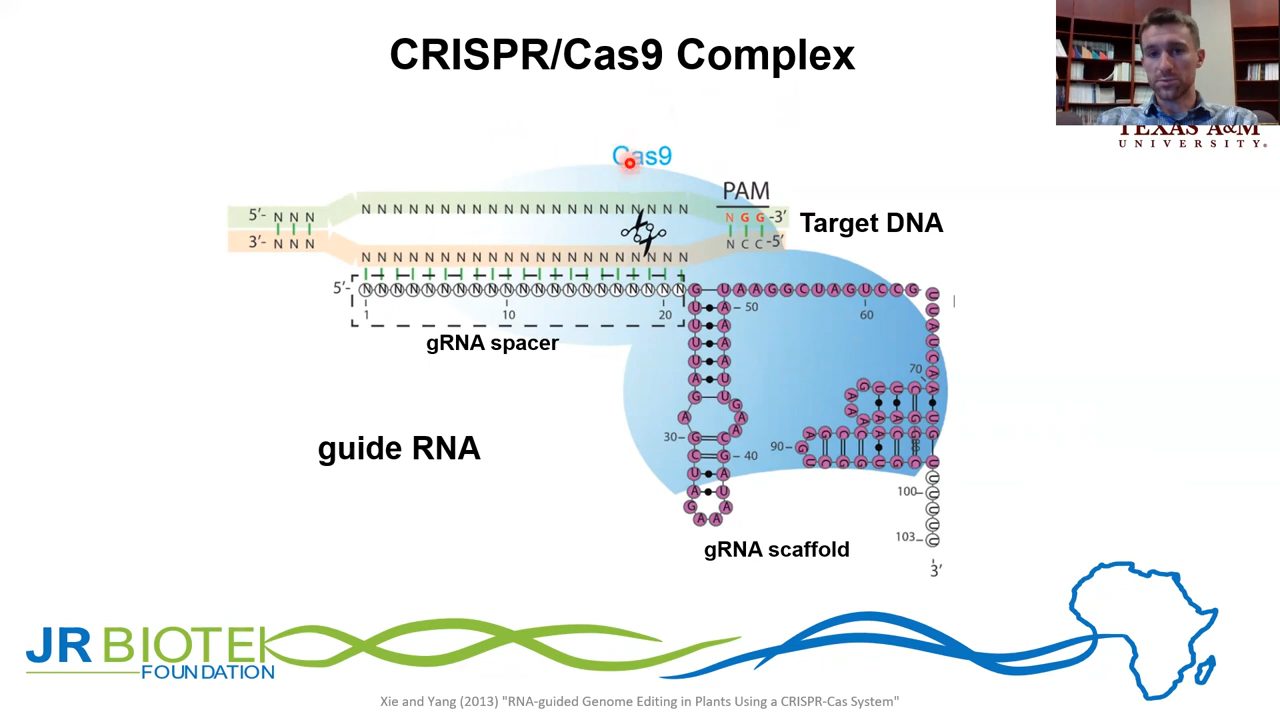 CRISPR/Cas9 Complex
TEXAS A&M
UNIVERSITY.
Cas9
PAM
5'- N N N
N N N N N N N N N N N N N N N N N N N N N
N G G -3'
Target DNA
3'- N N N
N N N N N N N N N N N N N N N N N N N N N
N C C -5'
5'- N N N N N N N N N N N N N N N N N N N N N G U A A G G C U A G U C C G
1 10 20 50 60
gRNA spacer
70
30 40
90
100
103
3'
guide RNA
gRNA scaffold
JR BIOTEK
FOUNDATION
Xie and Yang (2013) "RNA-guided Genome Editing in Plants Using a CRISPR-Cas System"